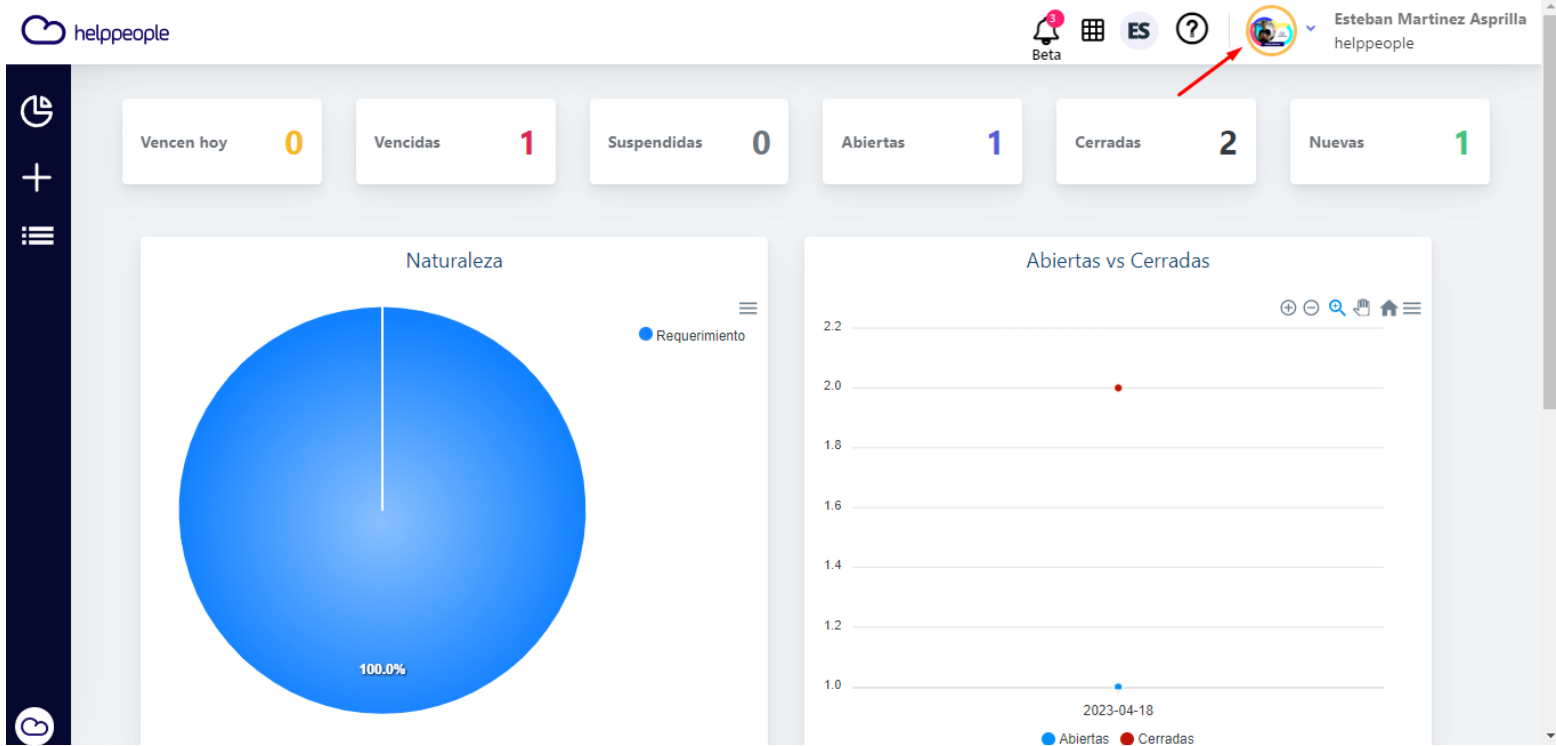 helppeople
3
Beta
ES
?
Esteban Martinez Asprilla
helppeople
Vencen hoy 0
Vencidas 1
Suspendidas 0
Abiertas 1
Cerradas 2
Nuevas 1
Naturaleza
Requerimiento
100.0%
Abiertas vs Cerradas
2.2
2.0
1.8
1.6
1.4
1.2
1.0
2023-04-18
Abiertas Cerradas